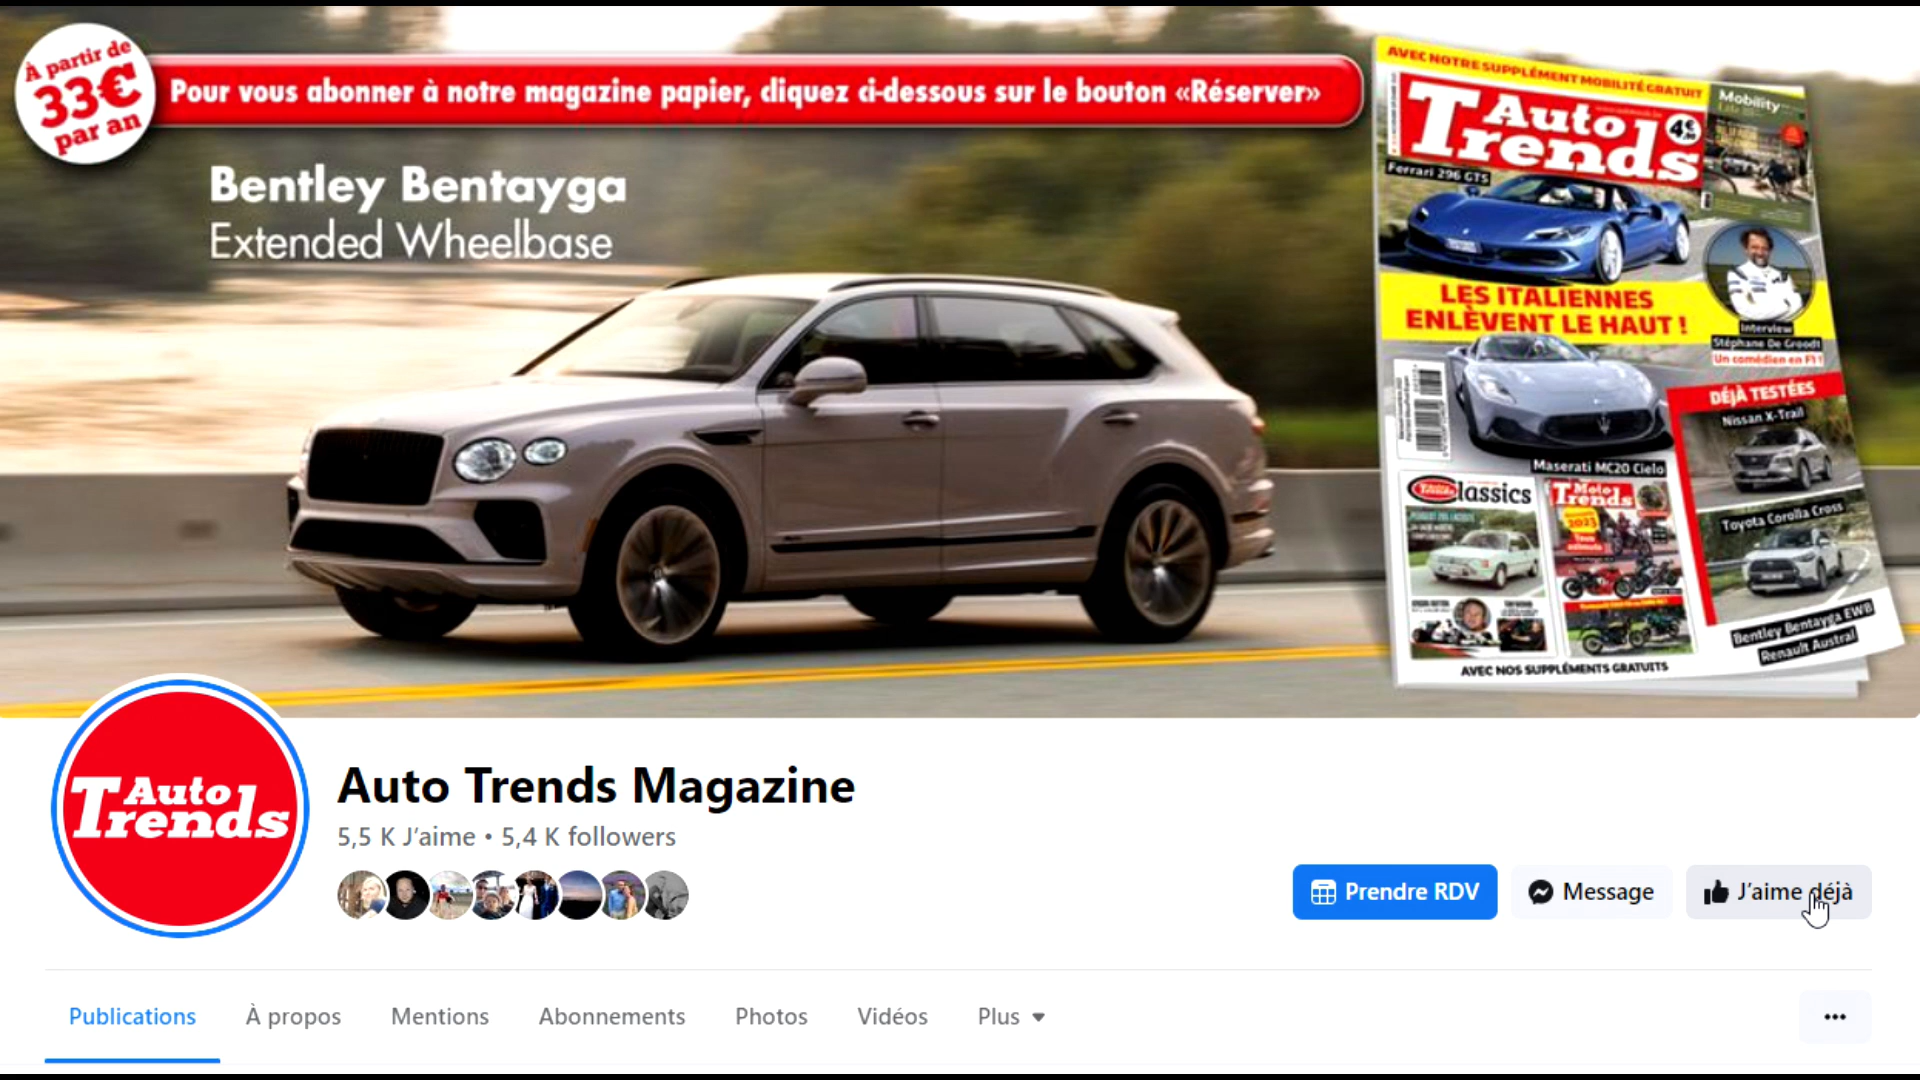 À partir de
33€
par an
Pour vous abonner à notre magazine papier, cliquez ci-dessous sur le bouton «Réserver»
Bentley Bentayga
Extended Wheelbase
AVEC NOTRE SUPPLÉMENT MOBILITÉ GRATUIT
Auto
Trends
4€
Mobility
Ferrari 296 GTS
LES ITALIENNES
ENLÈVENT LE HAUT !
Interview
Stéphane De Groodt
Un comédien en F1 !
DÉJÀ TESTÉES
Nissan X-Trail
Maserati MC20 Cielo
Classics
Moto
Trends
2023
Toyota Corolla Cross
Bentley Bentayga EWB
Renault Austral
AVEC NOS SUPPLÉMENTS GRATUITS
Auto
Trends
Auto Trends Magazine
5,5 K J’aime • 5,4 K followers
Prendre RDV
Message
J’aime déjà
Publications
À propos
Mentions
Abonnements
Photos
Vidéos
Plus